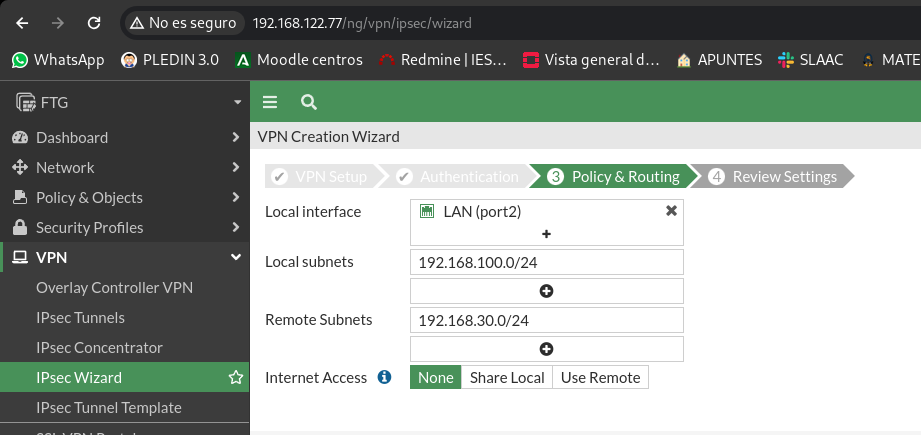 No es seguro 192.168.122.77/ng/vpn/ipsec/wizard
WhatsApp PLEDIN 3.0 Moodle centros Redmine | IES... Vista general d... APUNTES SLAAC MATE
FTG
Dashboard
Network
Policy & Objects
Security Profiles
VPN
Overlay Controller VPN
IPsec Tunnels
IPsec Concentrator
IPsec Wizard
IPsec Tunnel Template
VPN Creation Wizard
VPN Setup Authentication 3 Policy & Routing 4 Review Settings
Local interface LAN (port2)
Local subnets 192.168.100.0/24
Remote Subnets 192.168.30.0/24
Internet Access None Share Local Use Remote